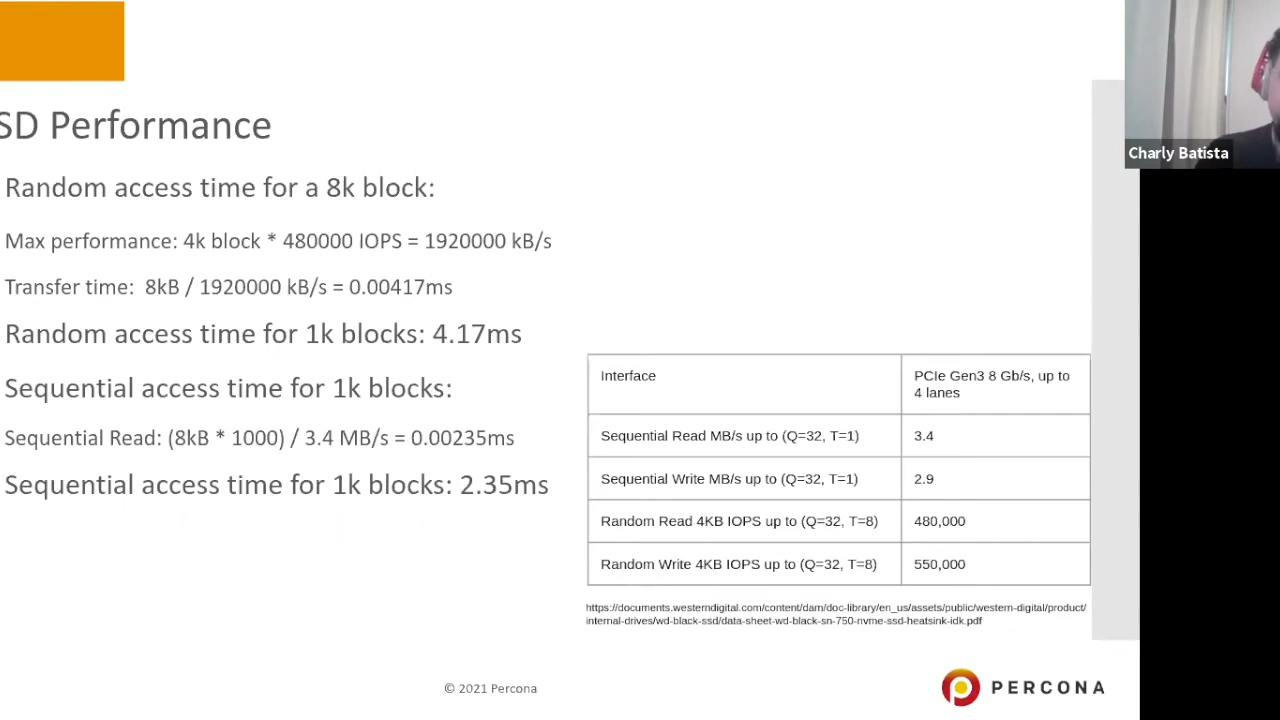 SD Performance
Random access time for a 8k block:
Max performance: 4k block * 480000 IOPS = 1920000 kB/s
Transfer time: 8kB / 1920000 kB/s = 0.00417ms
Random access time for 1k blocks: 4.17ms
Sequential access time for 1k blocks:
Sequential Read: (8kB * 1000) / 3.4 MB/s = 0.00235ms
Sequential access time for 1k blocks: 2.35ms
Interface
PCIe Gen3 8 Gb/s, up to
4 lanes
Sequential Read MB/s up to (Q=32, T=1)
3.4
Sequential Write MB/s up to (Q=32, T=1)
2.9
Random Read 4KB IOPS up to (Q=32, T=8)
480,000
Random Write 4KB IOPS up to (Q=32, T=8)
550,000
https://documents.westerndigital.com/content/dam/doc-library/en_us/assets/public/western-digital/product/
internal-drives/wd-black-ssd/data-sheet-wd-black-sn-750-nvme-ssd-heatsink-idk.pdf
© 2021 Percona
PERCONA
Charly Batista